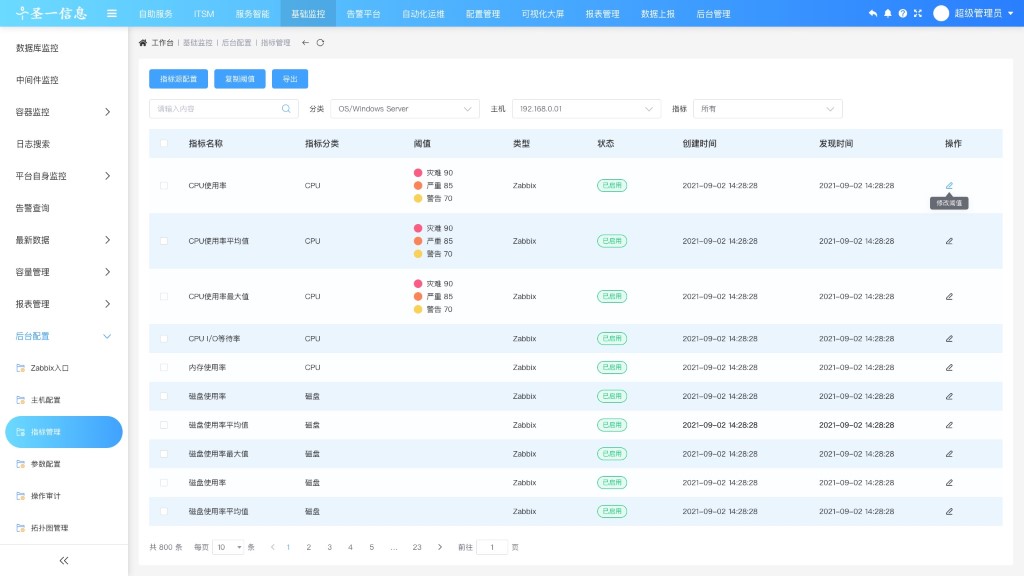 千圣一信息
自助服务 ITSM 服务智能 基础监控 告警平台 自动化运维 配置管理 可视化大屏 报表管理 数据上报 后台管理
超级管理员
数据库监控
中间件监控
容器监控
日志搜索
平台自身监控
告警查询
最新数据
容量管理
报表管理
后台配置
Zabbix入口
主机配置
指标管理
参数配置
操作审计
拓扑图管理
工作台 | 基础监控 | 后台配置 | 指标管理
指标源配置 复制阈值 导出
请输入内容 分类 OS/Windows Server 主机 192.168.0.01 指标 所有
指标名称 指标分类 阈值 类型 状态 创建时间 发现时间 操作
灾难 90
CPU使用率 CPU 严重 85 Zabbix 已启用 2021-09-02 14:28:28 2021-09-02 14:28:28
警告 70
修改阈值
灾难 90
CPU使用率平均值 CPU 严重 85 Zabbix 已启用 2021-09-02 14:28:28 2021-09-02 14:28:28
警告 70
灾难 90
CPU使用率最大值 CPU 严重 85 Zabbix 已启用 2021-09-02 14:28:28 2021-09-02 14:28:28
警告 70
CPU I/O等待率 CPU Zabbix 已启用 2021-09-02 14:28:28 2021-09-02 14:28:28
内存使用率 CPU Zabbix 已启用 2021-09-02 14:28:28 2021-09-02 14:28:28
磁盘使用率 磁盘 Zabbix 已启用 2021-09-02 14:28:28 2021-09-02 14:28:28
磁盘使用率平均值 磁盘 Zabbix 已启用 2021-09-02 14:28:28 2021-09-02 14:28:28
磁盘使用率最大值 磁盘 Zabbix 已启用 2021-09-02 14:28:28 2021-09-02 14:28:28
磁盘使用率 磁盘 Zabbix 已启用 2021-09-02 14:28:28 2021-09-02 14:28:28
磁盘使用率平均值 磁盘 Zabbix 已启用 2021-09-02 14:28:28 2021-09-02 14:28:28
共 800 条 每页 10 条 1 2 3 4 5 ... 23 前往 1 页